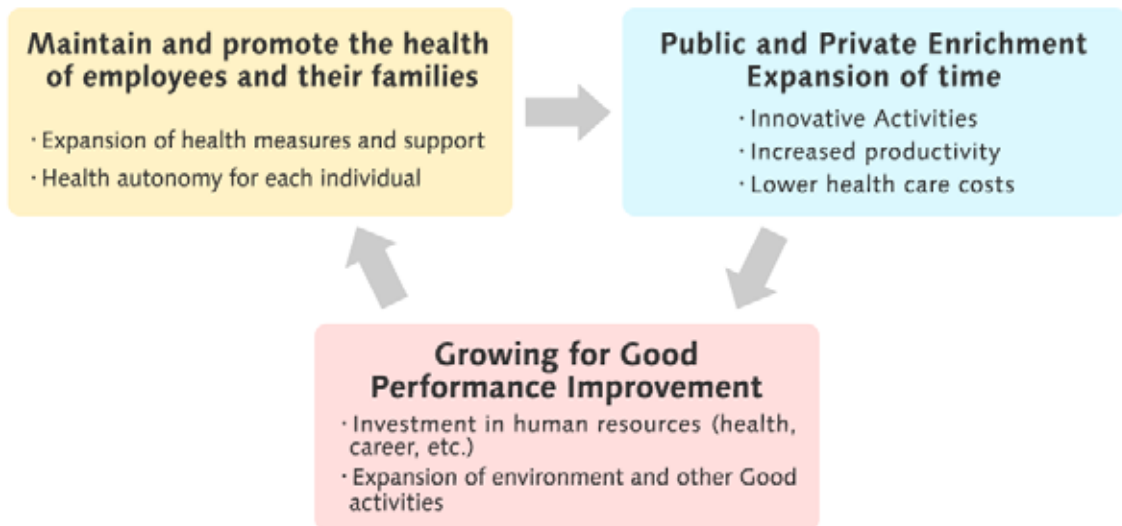 Maintain and promote the health
of employees and their families
・Expansion of health measures and support
・Health autonomy for each individual
Public and Private Enrichment
Expansion of time
・Innovative Activities
・Increased productivity
・Lower health care costs
Growing for Good
Performance Improvement
・Investment in human resources (health,
career, etc.)
・Expansion of environment and other Good
activities